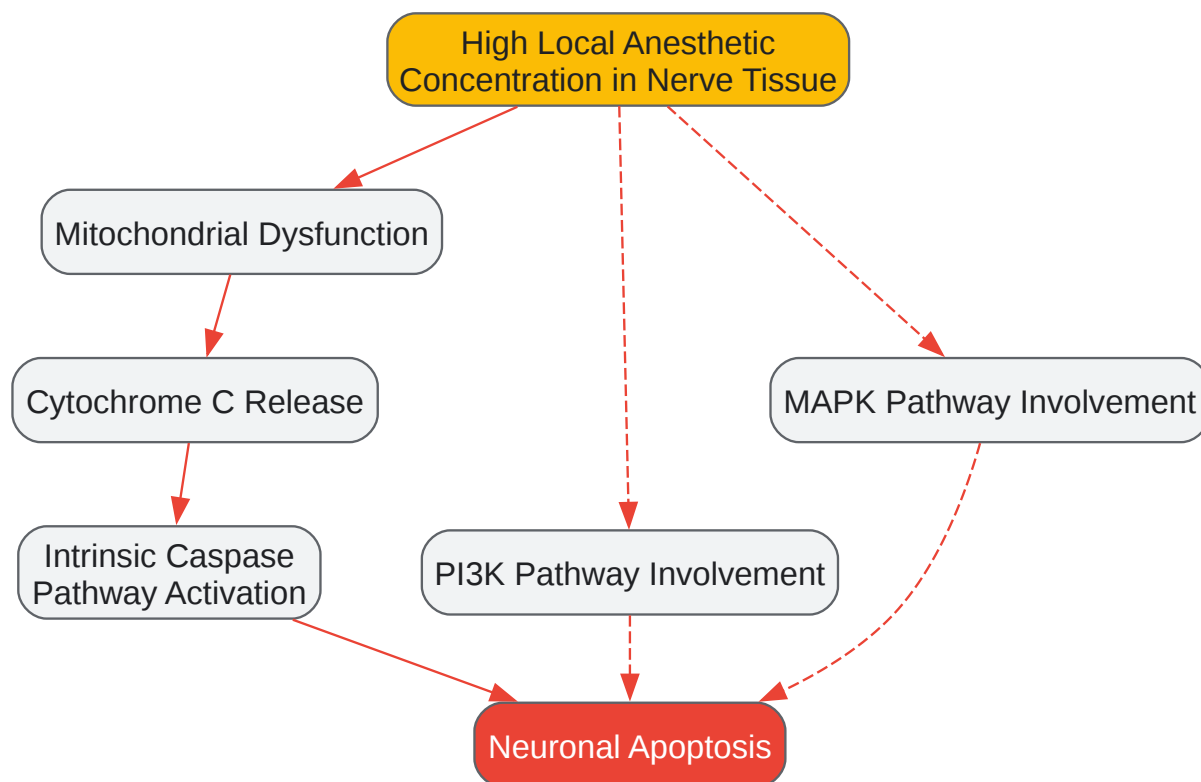 High Local Anesthetic
Concentration in Nerve Tissue
Mitochondrial Dysfunction
Cytochrome C Release
MAPK Pathway Involvement
Intrinsic Caspase
Pathway Activation
PI3K Pathway Involvement
Neuronal Apoptosis